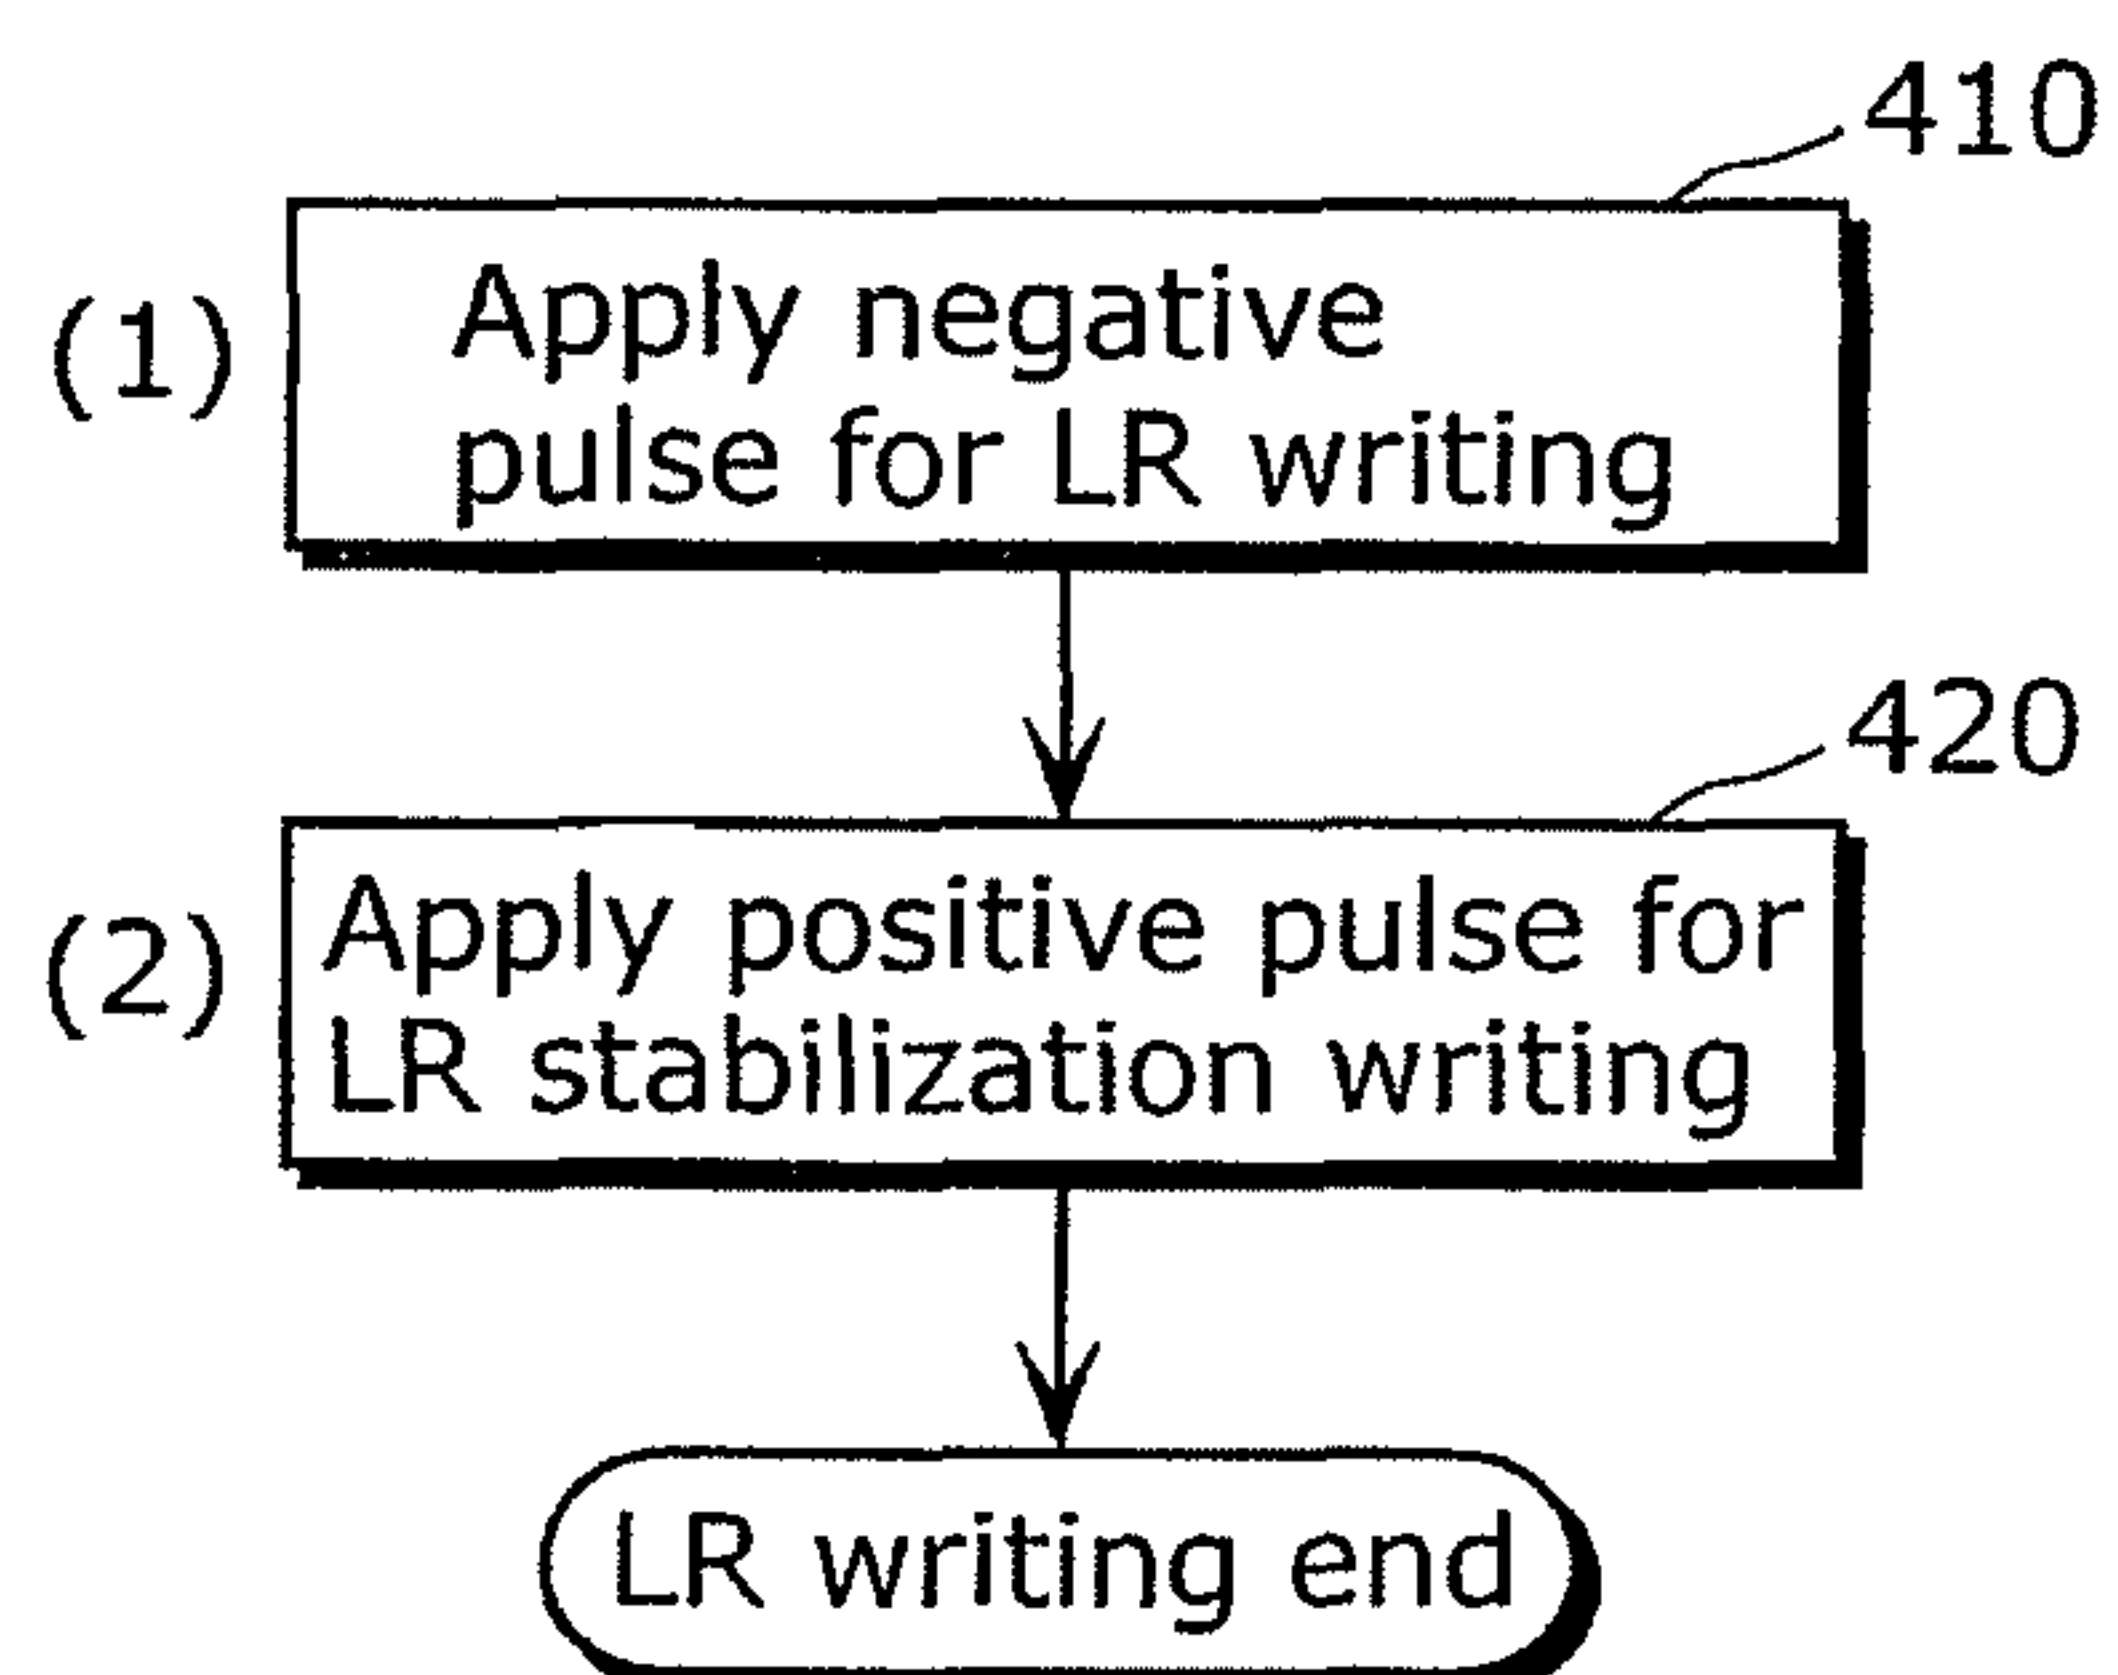 410
(1)
Apply negative
pulse for LR writing
420
(2)
Apply positive pulse for
LR stabilization writing
LR writing end